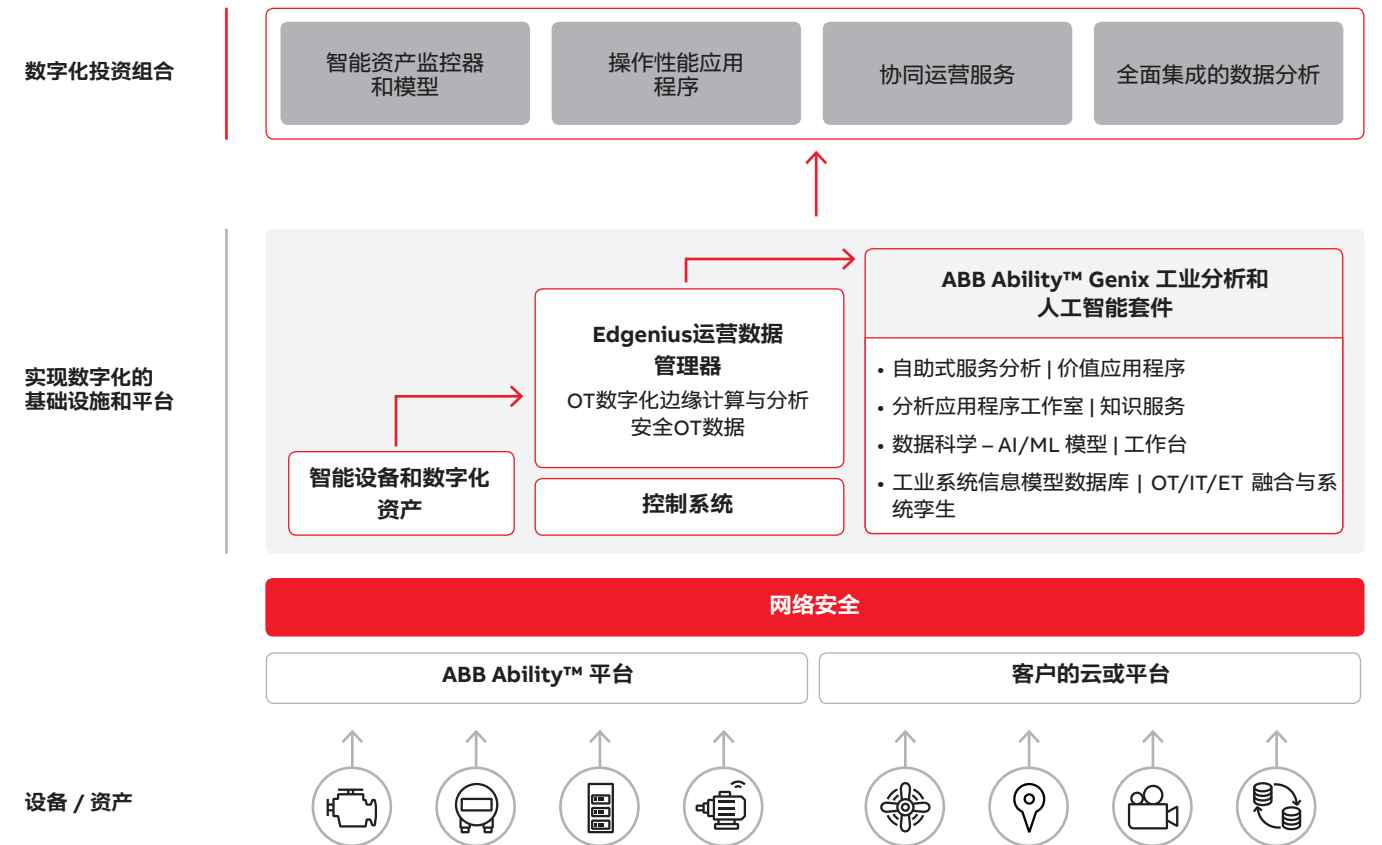 数字化投资组合
智能资产监控器
和模型
操作性能应用
程序
协同运营服务
全面集成的数据分析
实现数字化的
基础设施和平台
智能设备和数字化
资产
Edgenius运营数据
管理器
OT数字化边缘计算与分析
安全OT数据
控制系统
ABB Ability™ Genix 工业分析和
人工智能套件
• 自助式服务分析 | 价值应用程序
• 分析应用程序工作室 | 知识服务
• 数据科学 – AI/ML 模型 | 工作台
• 工业系统信息模型数据库 | OT/IT/ET 融合与系
统孪生
网络安全
ABB Ability™ 平台
客户的云或平台
设备 / 资产